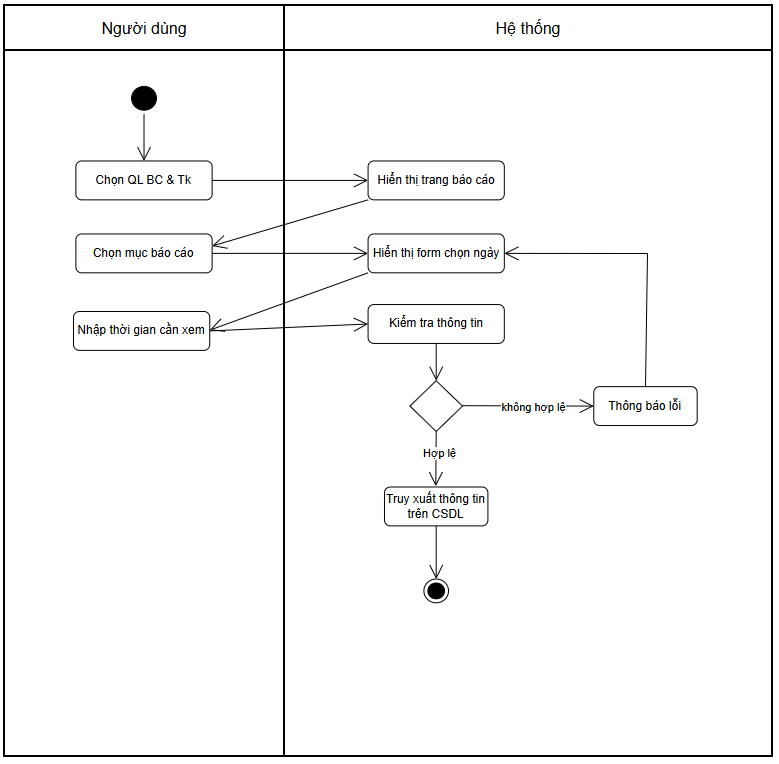 Người dùng
Hệ thống
Chọn QL BC & Tk
Hiển thị trang báo cáo
Chọn mục báo cáo
Hiển thị form chọn ngày
Nhập thời gian cần xem
Kiểm tra thông tin
không hợp lệ
Thông báo lỗi
Hợp lệ
Truy xuất thông tin
trên CSDL